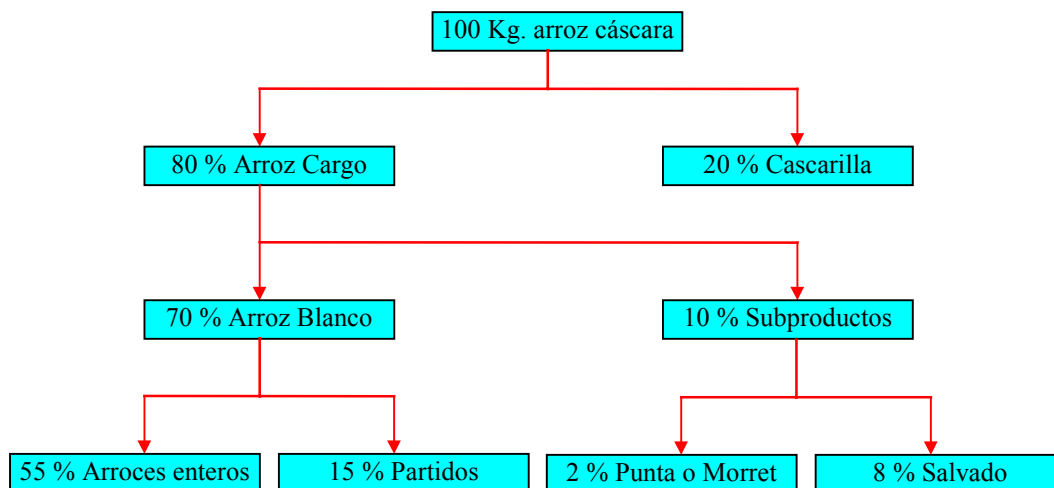 100 Kg. arroz cáscara
80 % Arroz Cargo
20 % Cascarilla
70 % Arroz Blanco
10 % Subproductos
55 % Arroces enteros
15 % Partidos
2 % Punta o Morret
8 % Salvado